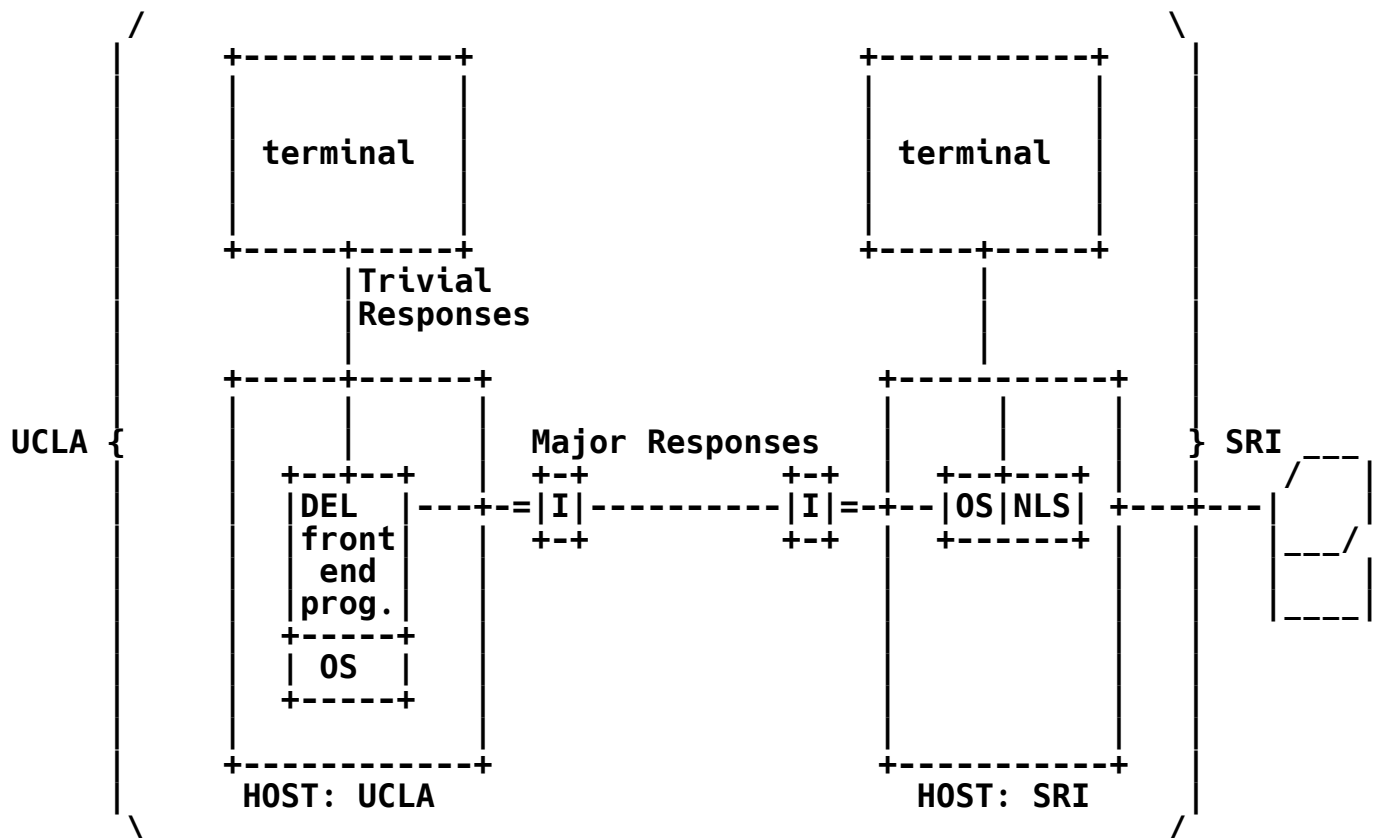 terminal
terminal
Trivial
Responses
UCLA
Major Responses
SRI
DEL
front
end
prog.
I
I
OS
NLS
OS
HOST: UCLA
HOST: SRI